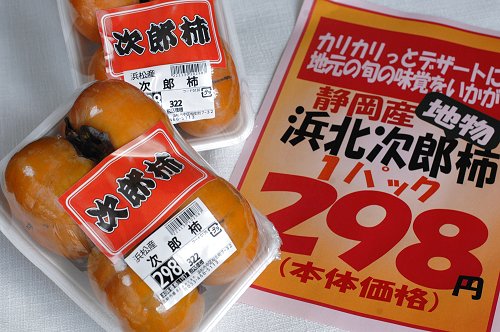 次郎柿
浜松産
次郎柿
322
次郎柿
浜松産
次郎柿
298
322
カリカリっとデザートに
地元の旬の味覚をいかが
静岡産
地物
浜北次郎柿
1パック
298円
(本体価格)